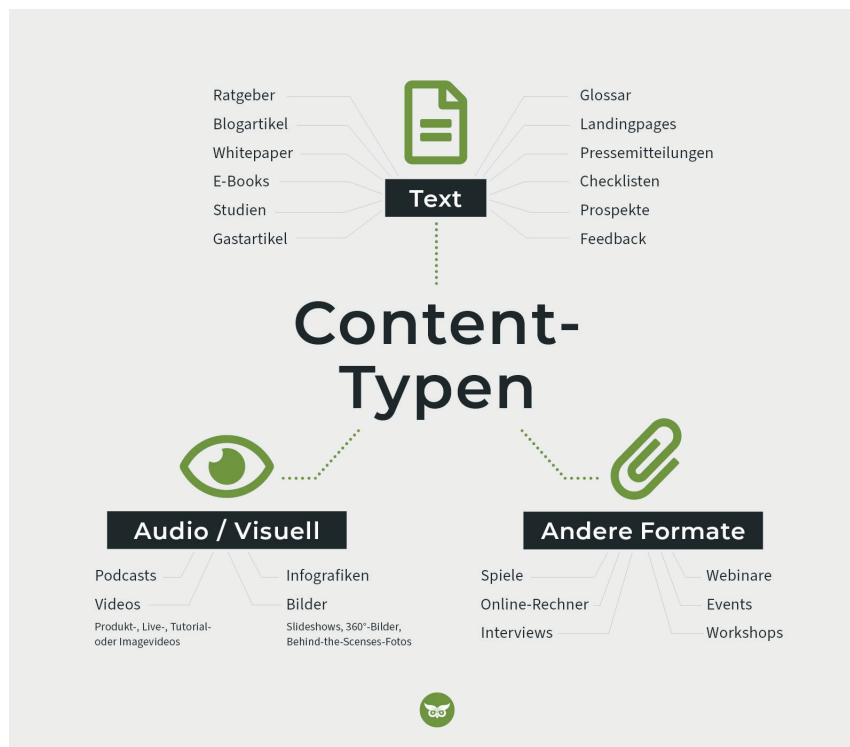 Ratgeber
Blogartikel
Whitepaper
E-Books
Studien
Gastartikel
Text
Glossar
Landingpages
Pressemitteilungen
Checklisten
Prospekte
Feedback
Content-
Typen
Audio / Visuell
Podcasts
Videos
Produkt-, Live-, Tutorial-
oder Imagevideos
Infografiken
Bilder
Slideshows, 360°-Bilder,
Behind-the-Scenses-Fotos
Andere Formate
Spiele
Online-Rechner
Interviews
Webinare
Events
Workshops